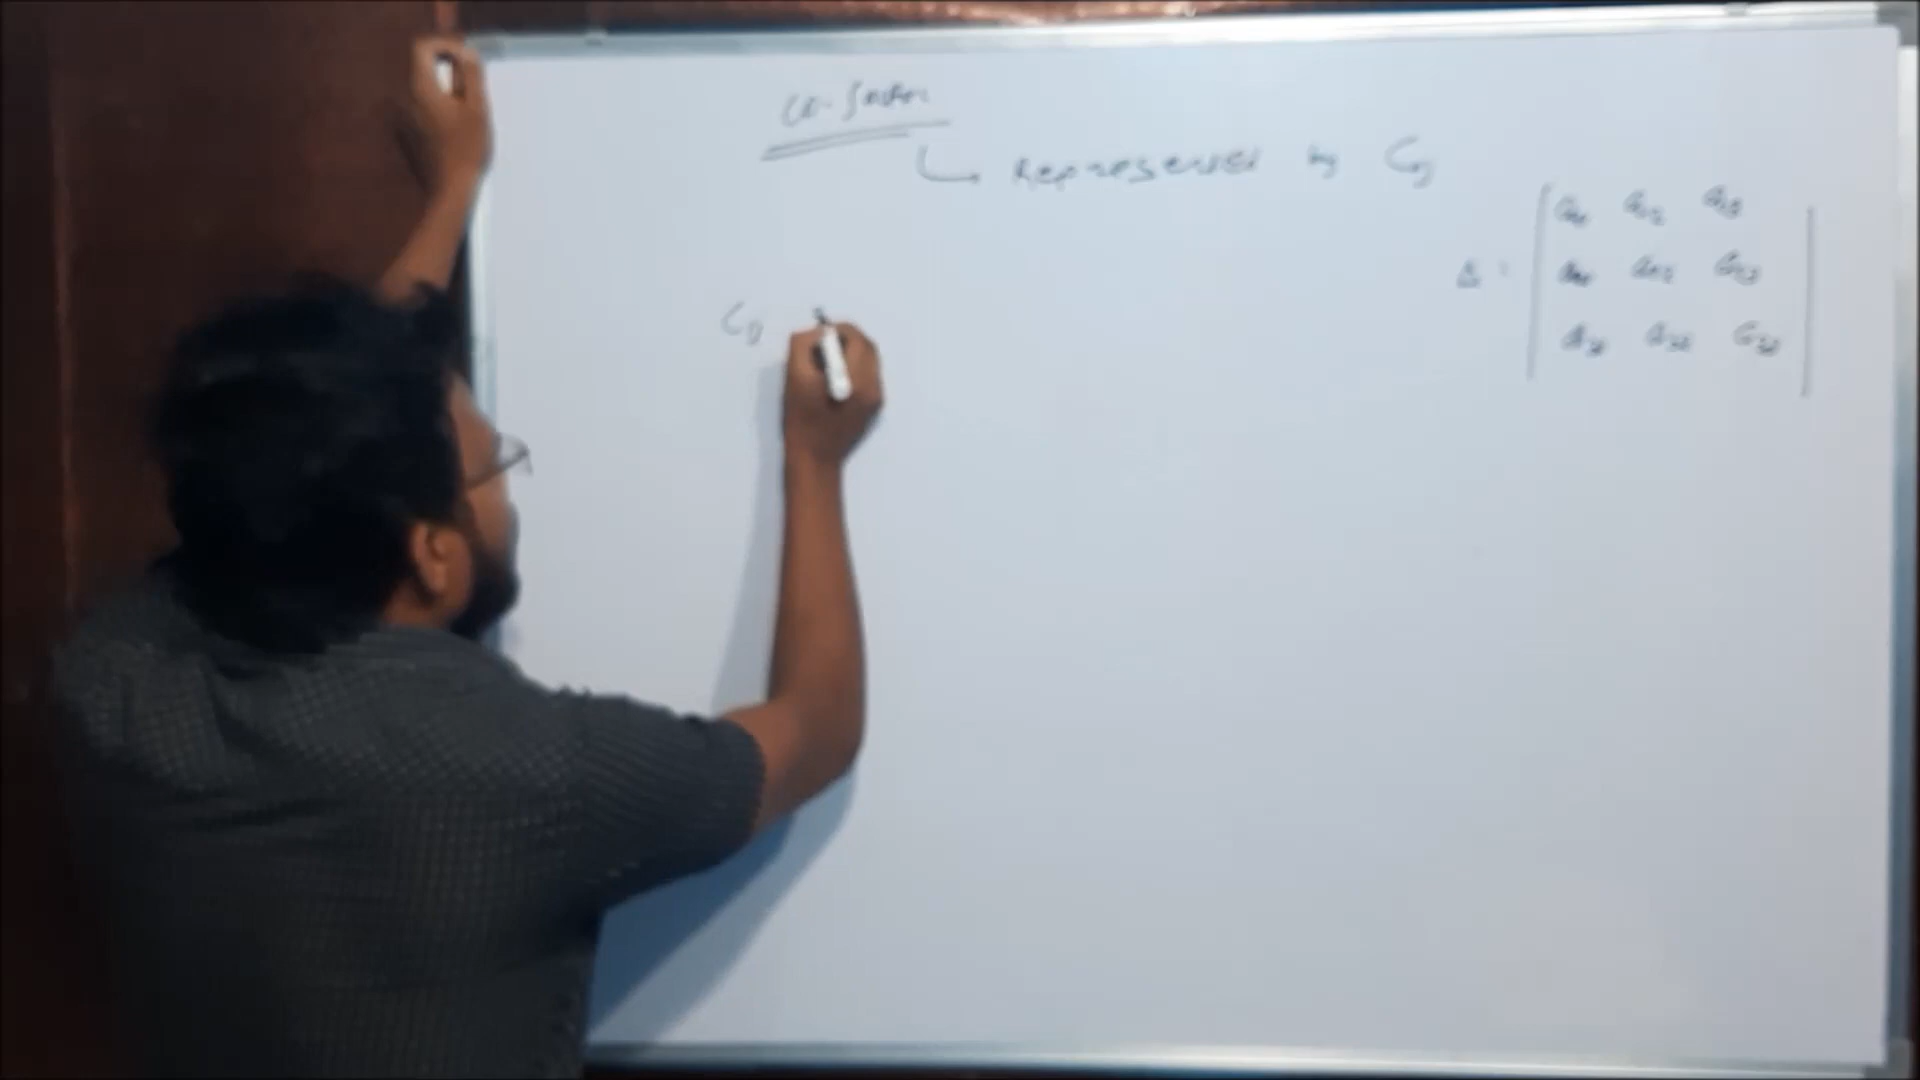 Co-factor
↳ Represented by Cij
Δ = | a11 a12 a13 |
| a21 a22 a23 |
| a31 a32 a33 |
Cij